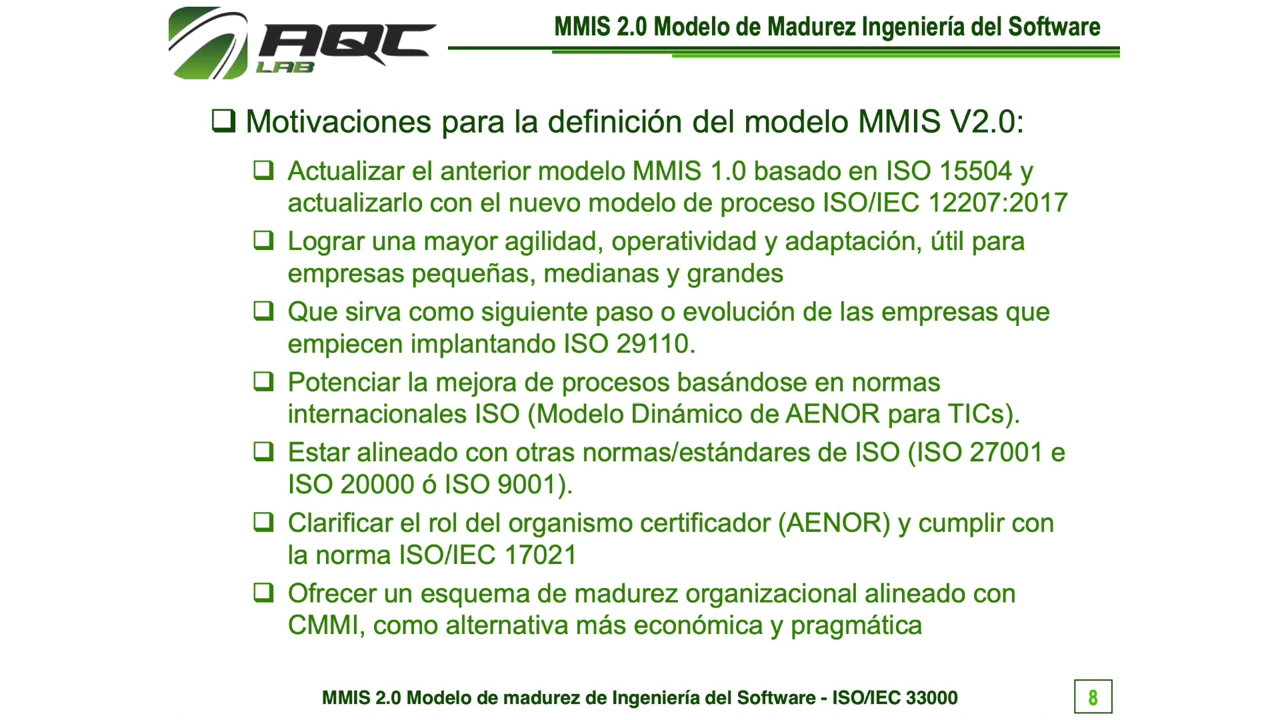 AQC
LAB
MMIS 2.0 Modelo de Madurez Ingeniería del Software
Motivaciones para la definición del modelo MMIS V2.0:
Actualizar el anterior modelo MMIS 1.0 basado en ISO 15504 y
actualizarlo con el nuevo modelo de proceso ISO/IEC 12207:2017
Lograr una mayor agilidad, operatividad y adaptación, útil para
empresas pequeñas, medianas y grandes
Que sirva como siguiente paso o evolución de las empresas que
empiecen implantando ISO 29110.
Potenciar la mejora de procesos basándose en normas
internacionales ISO (Modelo Dinámico de AENOR para TICs).
Estar alineado con otras normas/estándares de ISO (ISO 27001 e
ISO 20000 ó ISO 9001).
Clarificar el rol del organismo certificador (AENOR) y cumplir con
la norma ISO/IEC 17021
Ofrecer un esquema de madurez organizacional alineado con
CMMI, como alternativa más económica y pragmática
MMIS 2.0 Modelo de madurez de Ingeniería del Software - ISO/IEC 33000
8